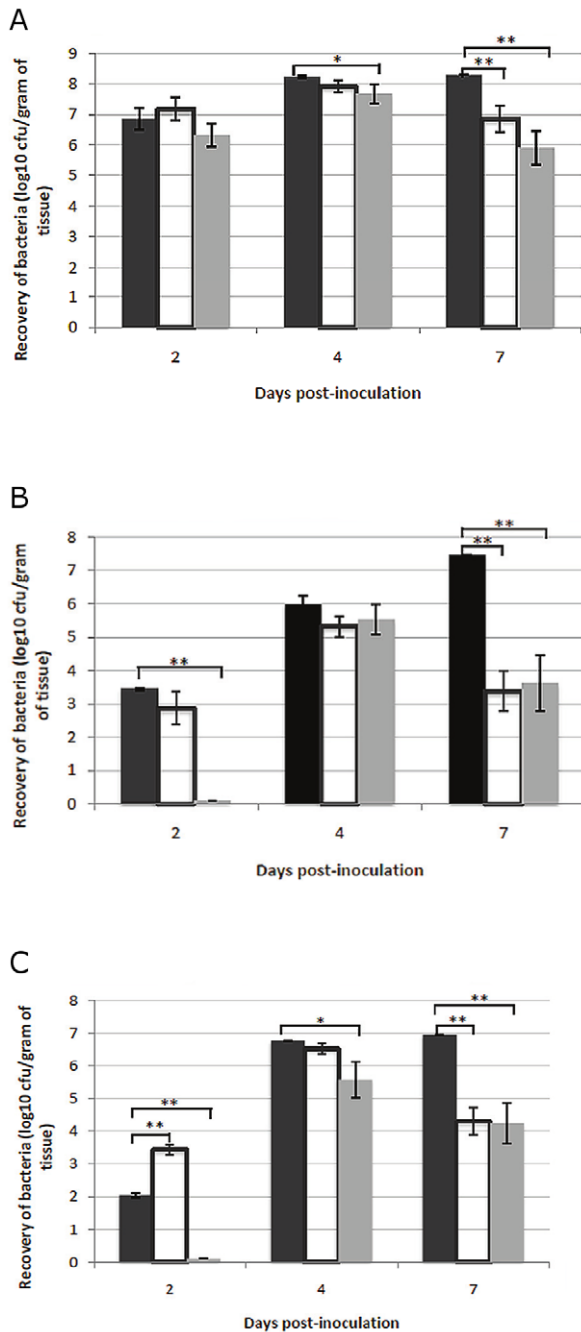 A
Recovery of bacteria (log10 cfu/gram of
tissue)
9
8
7
6
5
4
3
2
1
0
*
**
**
2 4 7
Days post-inoculation
B
Recovery of bacteria (log10 cfu/gram
of tissue)
8
7
6
5
4
3
2
1
0
**
**
**
2 4 7
Days post-inoculation
C
Recovery of bacteria (log10 cfu/gram of
tissue)
8
7
6
5
4
3
2
1
0
**
**
*
**
**
2 4 7
Days post-inoculation